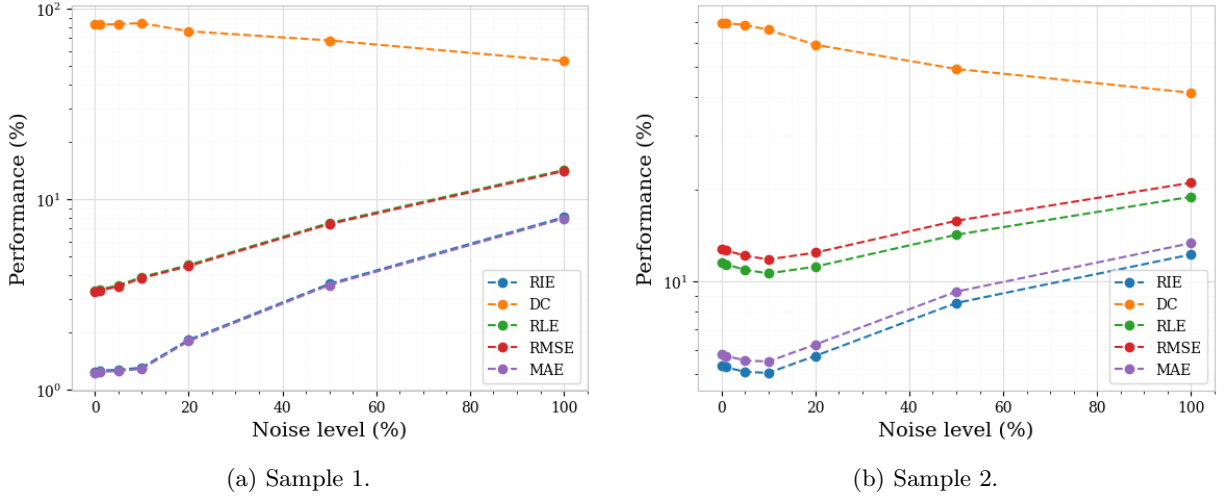 10²
10¹
10⁰
Performance (%)
0
20
40
60
80
100
Noise level (%)
RIE
DC
RLE
RMSE
MAE
(a) Sample 1.
10¹
Performance (%)
0
20
40
60
80
100
Noise level (%)
RIE
DC
RLE
RMSE
MAE
(b) Sample 2.